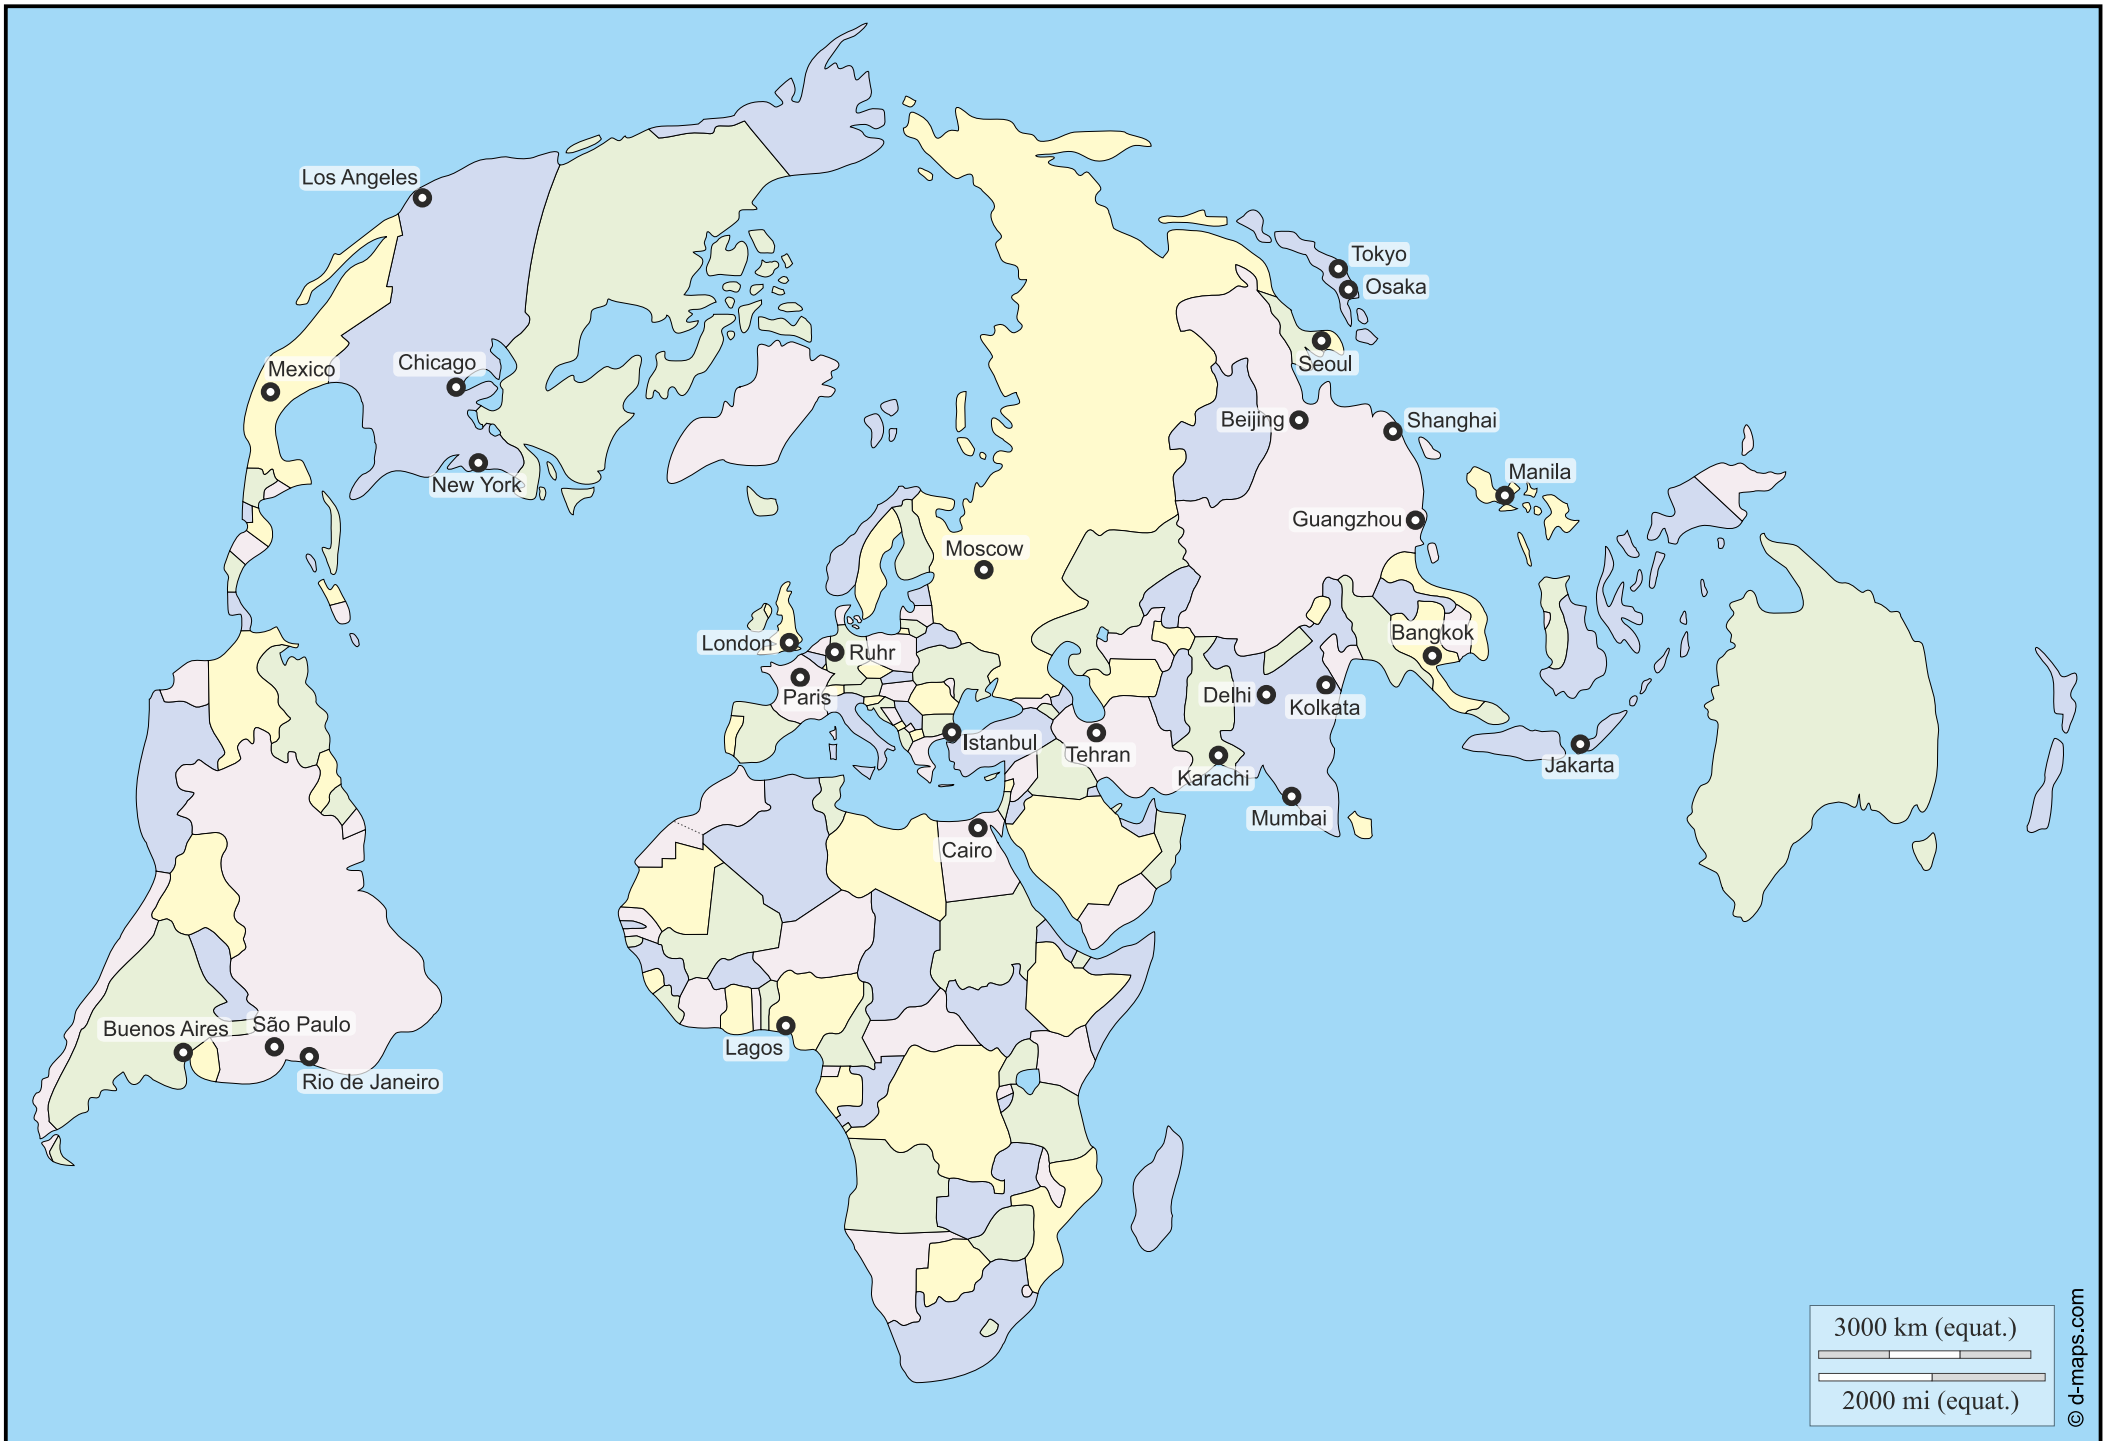 Los Angeles
Tokyo
Osaka
Seoul
Mexico
Chicago
Beijing
Shanghai
New York
Manila
Guangzhou
Moscow
London
Ruhr
Bangkok
Paris
Delhi
Kolkata
Istanbul
Tehran
Karachi
Jakarta
Mumbai
Cairo
Buenos Aires
São Paulo
Lagos
Rio de Janeiro
3000 km (equat.)
2000 mi (equat.)
© d-maps.com